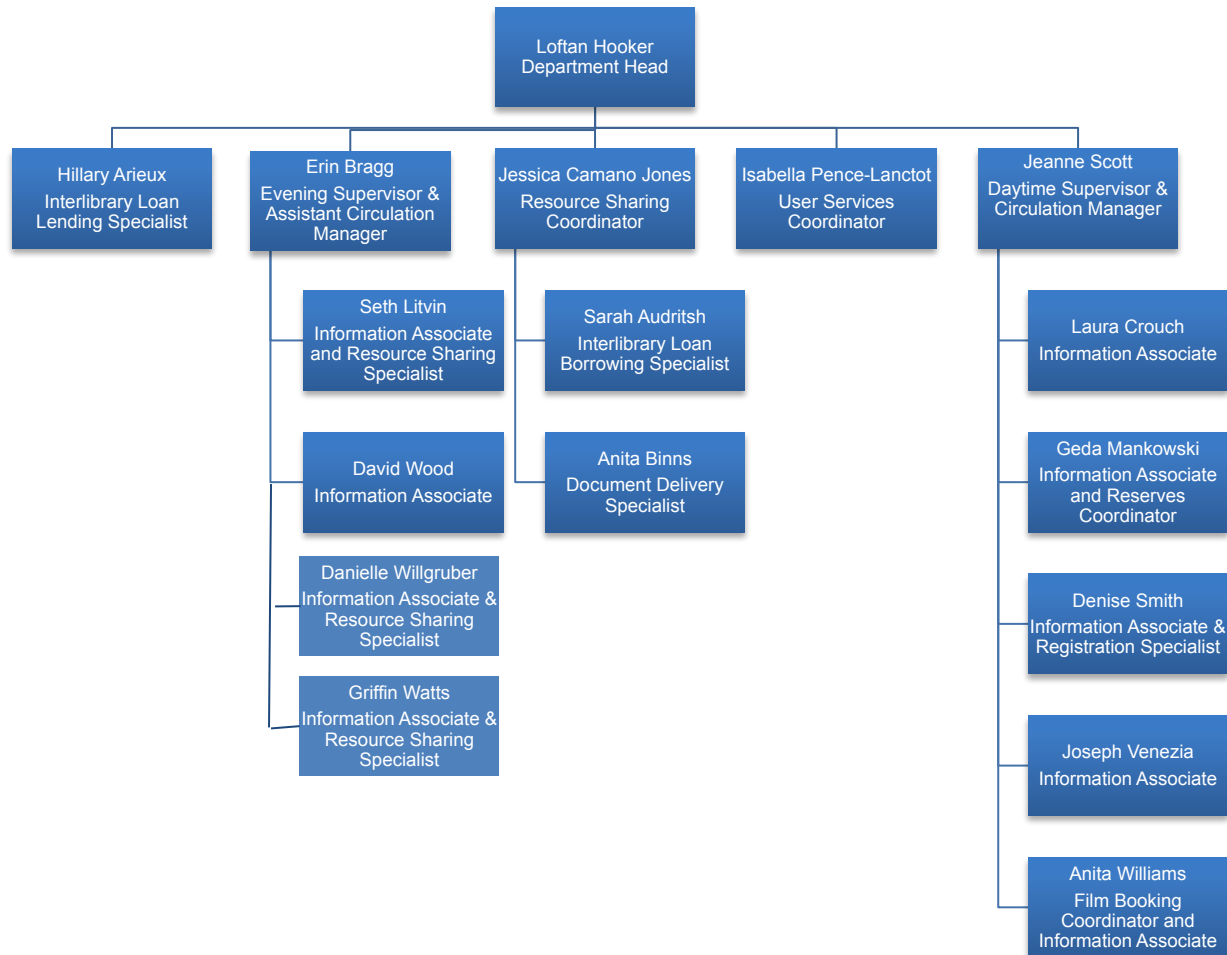 Loftan Hooker
Department Head
Hillary Arieux
Interlibrary Loan
Lending Specialist
Erin Bragg
Evening Supervisor &
Assistant Circulation
Manager
Jessica Camano Jones
Resource Sharing
Coordinator
Isabella Pence-Lanctot
User Services
Coordinator
Jeanne Scott
Daytime Supervisor &
Circulation Manager
Seth Litvin
Information Associate
and Resource Sharing
Specialist
David Wood
Information Associate
Danielle Willgruber
Information Associate &
Resource Sharing
Specialist
Griffin Watts
Information Associate &
Resource Sharing
Specialist
Sarah Audritsh
Interlibrary Loan
Borrowing Specialist
Anita Binns
Document Delivery
Specialist
Laura Crouch
Information Associate
Geda Mankowski
Information Associate
and Reserves
Coordinator
Denise Smith
Information Associate &
Registration Specialist
Joseph Venezia
Information Associate
Anita Williams
Film Booking
Coordinator and
Information Associate